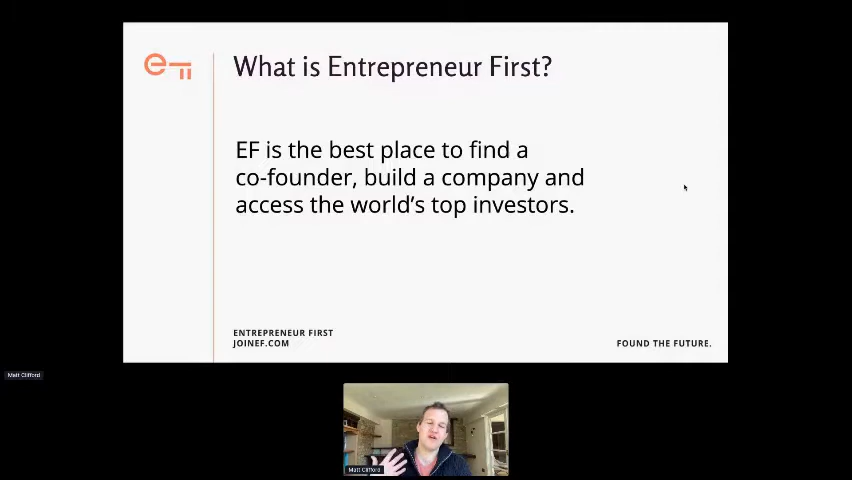 ef
What is Entrepreneur First?
EF is the best place to find a
co-founder, build a company and
access the world's top investors.
ENTREPRENEUR FIRST
JOINEF.COM
FOUND THE FUTURE.
Matt Clifford
Matt Clifford